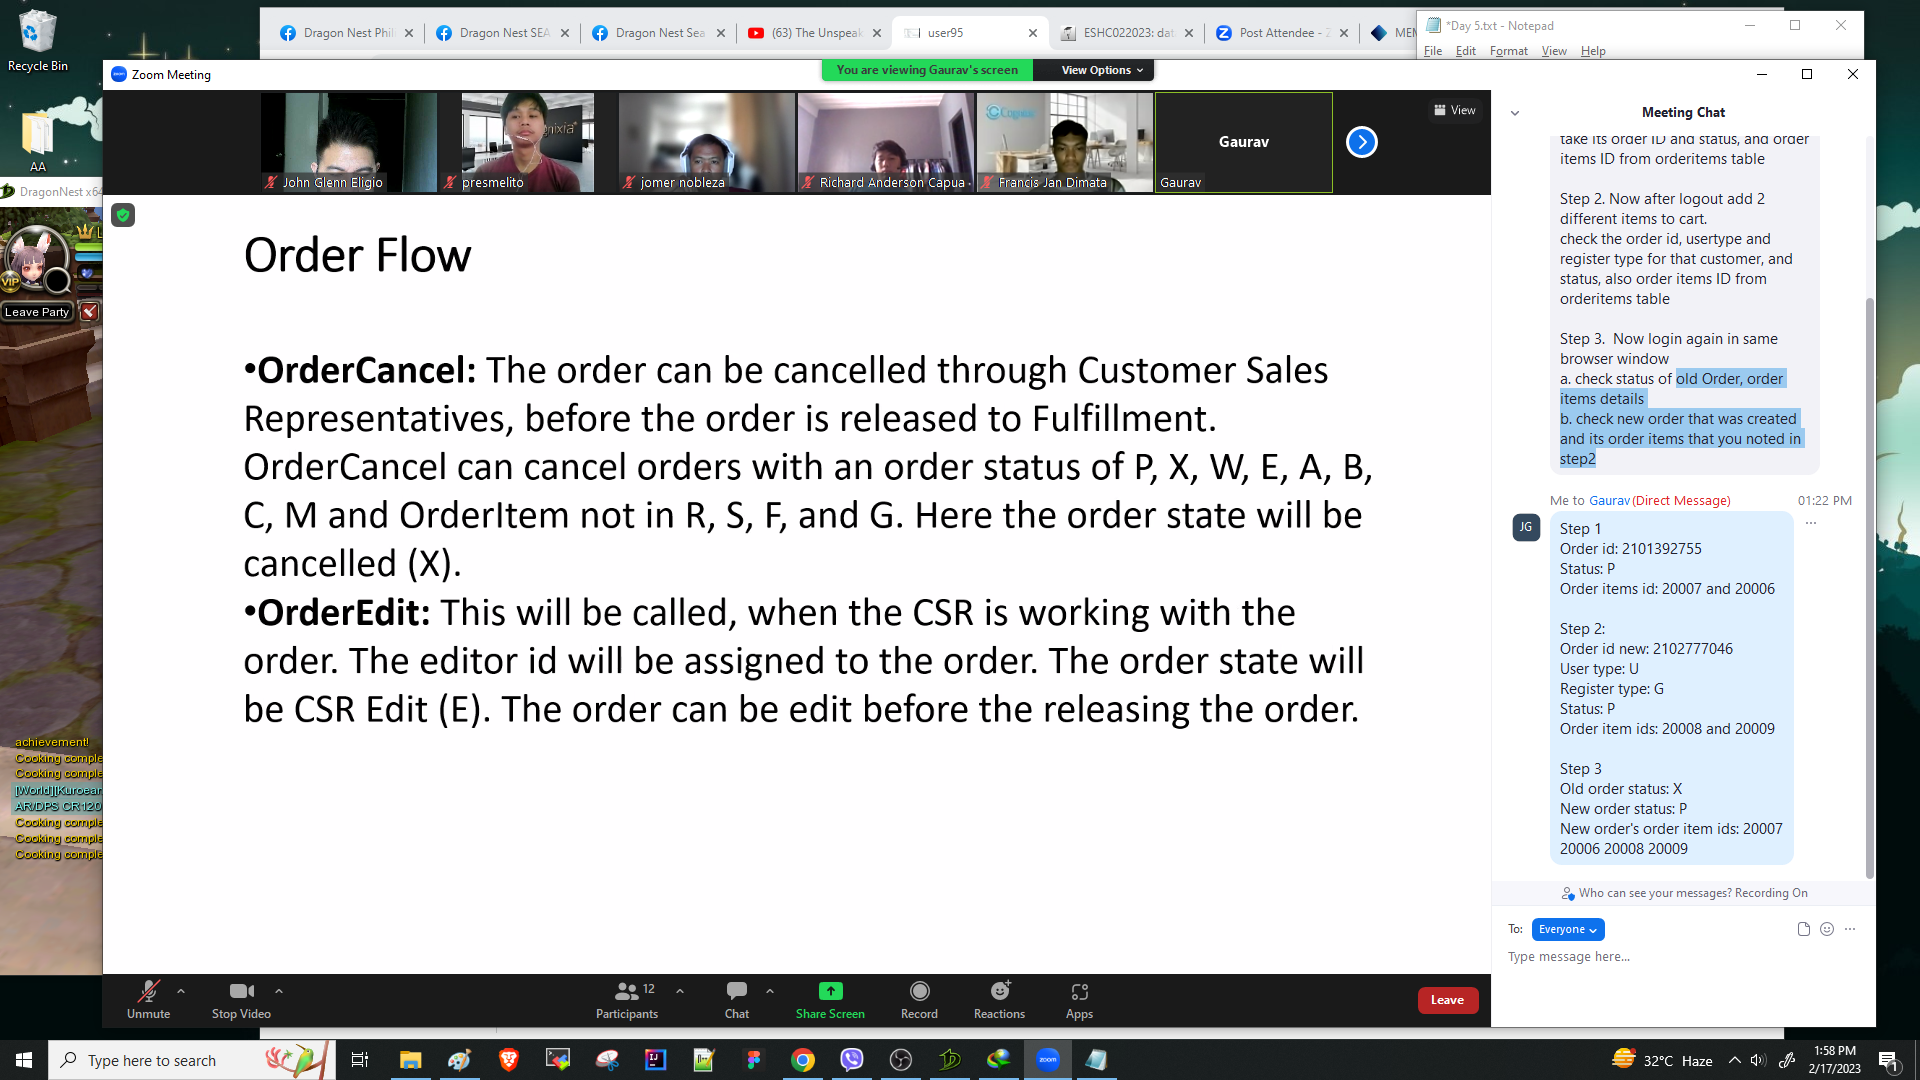 Recycle Bin
AA
DragonNest x64
VIP
Leave Party
achievement!
Cooking comple
Cooking comple
[World][Kuroean
AR/DPS CR120
Cooking comple
Cooking comple
Cooking comple
Dragon Nest Phil
Dragon Nest SEA
Dragon Nest Sea
(63) The Unspeak
user95
ESHC022023: dat
Post Attendee - Z
MEM
*Day 5.txt - Notepad
File Edit Format View Help
Zoom Meeting
You are viewing Gaurav's screen
View Options
John Glenn Eligio
presmelito
jomer nobleza
Richard Anderson Capua
Francis Jan Dimata
Gaurav
Gaurav
View
Order Flow
•OrderCancel: The order can be cancelled through Customer Sales
Representatives, before the order is released to Fulfillment.
OrderCancel can cancel orders with an order status of P, X, W, E, A, B,
C, M and OrderItem not in R, S, F, and G. Here the order state will be
cancelled (X).
•OrderEdit: This will be called, when the CSR is working with the
order. The editor id will be assigned to the order. The order state will
be CSR Edit (E). The order can be edit before the releasing the order.
Meeting Chat
take its order ID and status, and order
items ID from orderitems table
Step 2. Now after logout add 2
different items to cart.
check the order id, usertype and
register type for that customer, and
status, also order items ID from
orderitems table
Step 3.  Now login again in same
browser window
a. check status of old Order, order
items details
b. check new order that was created
and its order items that you noted in
step2
Me to Gaurav (Direct Message) 01:22 PM
JG
Step 1
Order id: 2101392755
Status: P
Order items id: 20007 and 20006
Step 2:
Order id new: 2102777046
User type: U
Register type: G
Status: P
Order item ids: 20008 and 20009
Step 3
Old order status: X
New order status: P
New order's order item ids: 20007
20006 20008 20009
Who can see your messages? Recording On
To: Everyone
Type message here...
Unmute
Stop Video
12
Participants
Chat
Share Screen
Record
Reactions
Apps
Leave
Type here to search
zoom
32°C Haze
1:58 PM
2/17/2023
1